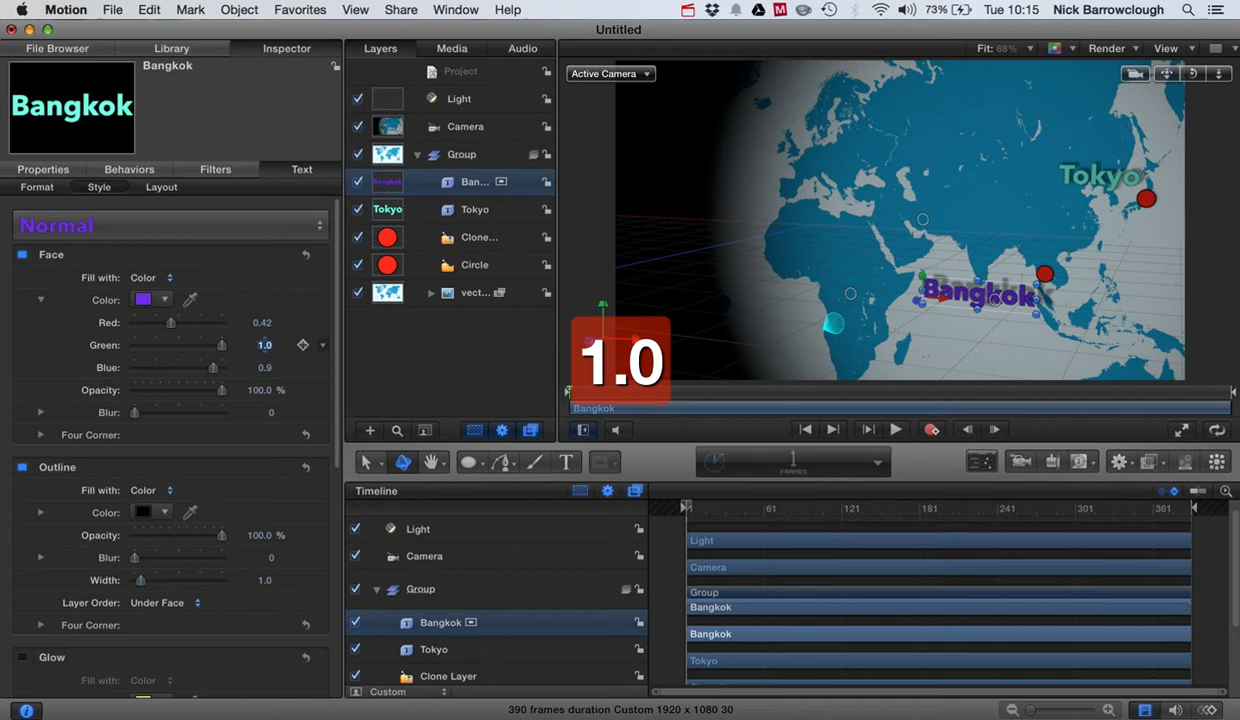 Motion File Edit Mark Object Favorites View Share Window Help 73% Tue 10:15 Nick Barrowclough
Untitled
File Browser Library Inspector Layers Media Audio Fit: 68% Render View
Bangkok
Bangkok
Properties Behaviors Filters Text
Format Style Layout
Normal
Face
Fill with: Color
Color:
Red: 0.42
Green: 1.0
Blue: 0.9
Opacity: 100.0 %
Blur: 0
Four Corner:
Outline
Fill with: Color
Color:
Opacity: 100.0 %
Blur: 0
Width: 1.0
Layer Order: Under Face
Four Corner:
Glow
Fill with: Color
Project
Light
Camera
Group
Bangkok Ban...
Tokyo Tokyo
Clone...
Circle
vect...
Active Camera
Tokyo
Bangkok
1.0
Bangkok
1
FRAMES
Timeline
1 61 121 181 241 301 361
Light Light
Camera Camera
Group Group
Bangkok
Bangkok Bangkok
Tokyo Tokyo
Clone Layer
Custom
390 frames duration Custom 1920 x 1080 30